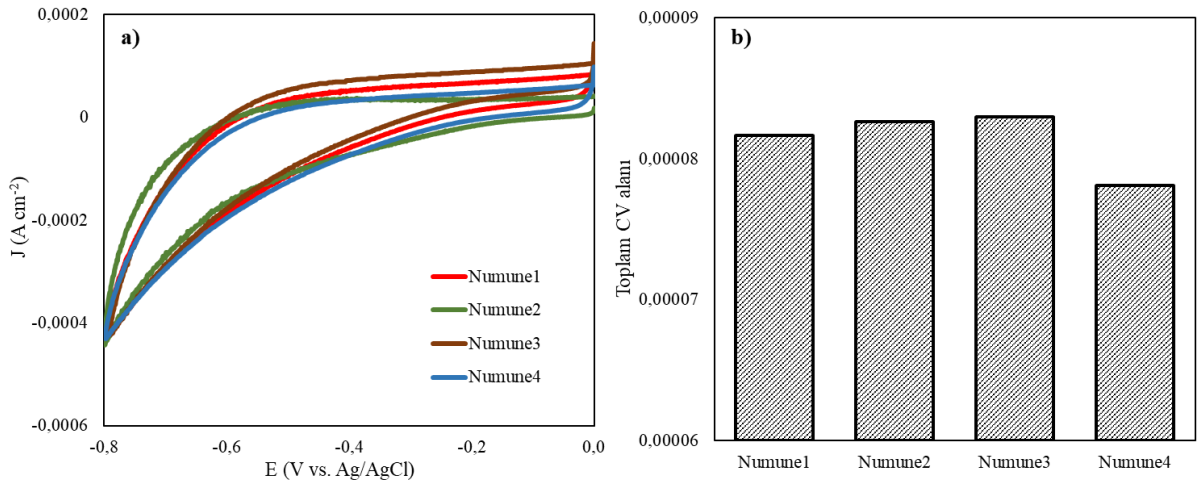 a)
0,0002
0
-0,0002
-0,0004
-0,0006
J (A cm-2)
-0,8
-0,6
-0,4
-0,2
0,0
E (V vs. Ag/AgCl)
Numune1
Numune2
Numune3
Numune4
b)
0,00009
0,00008
0,00007
0,00006
Toplam CV alanı
Numune1
Numune2
Numune3
Numune4